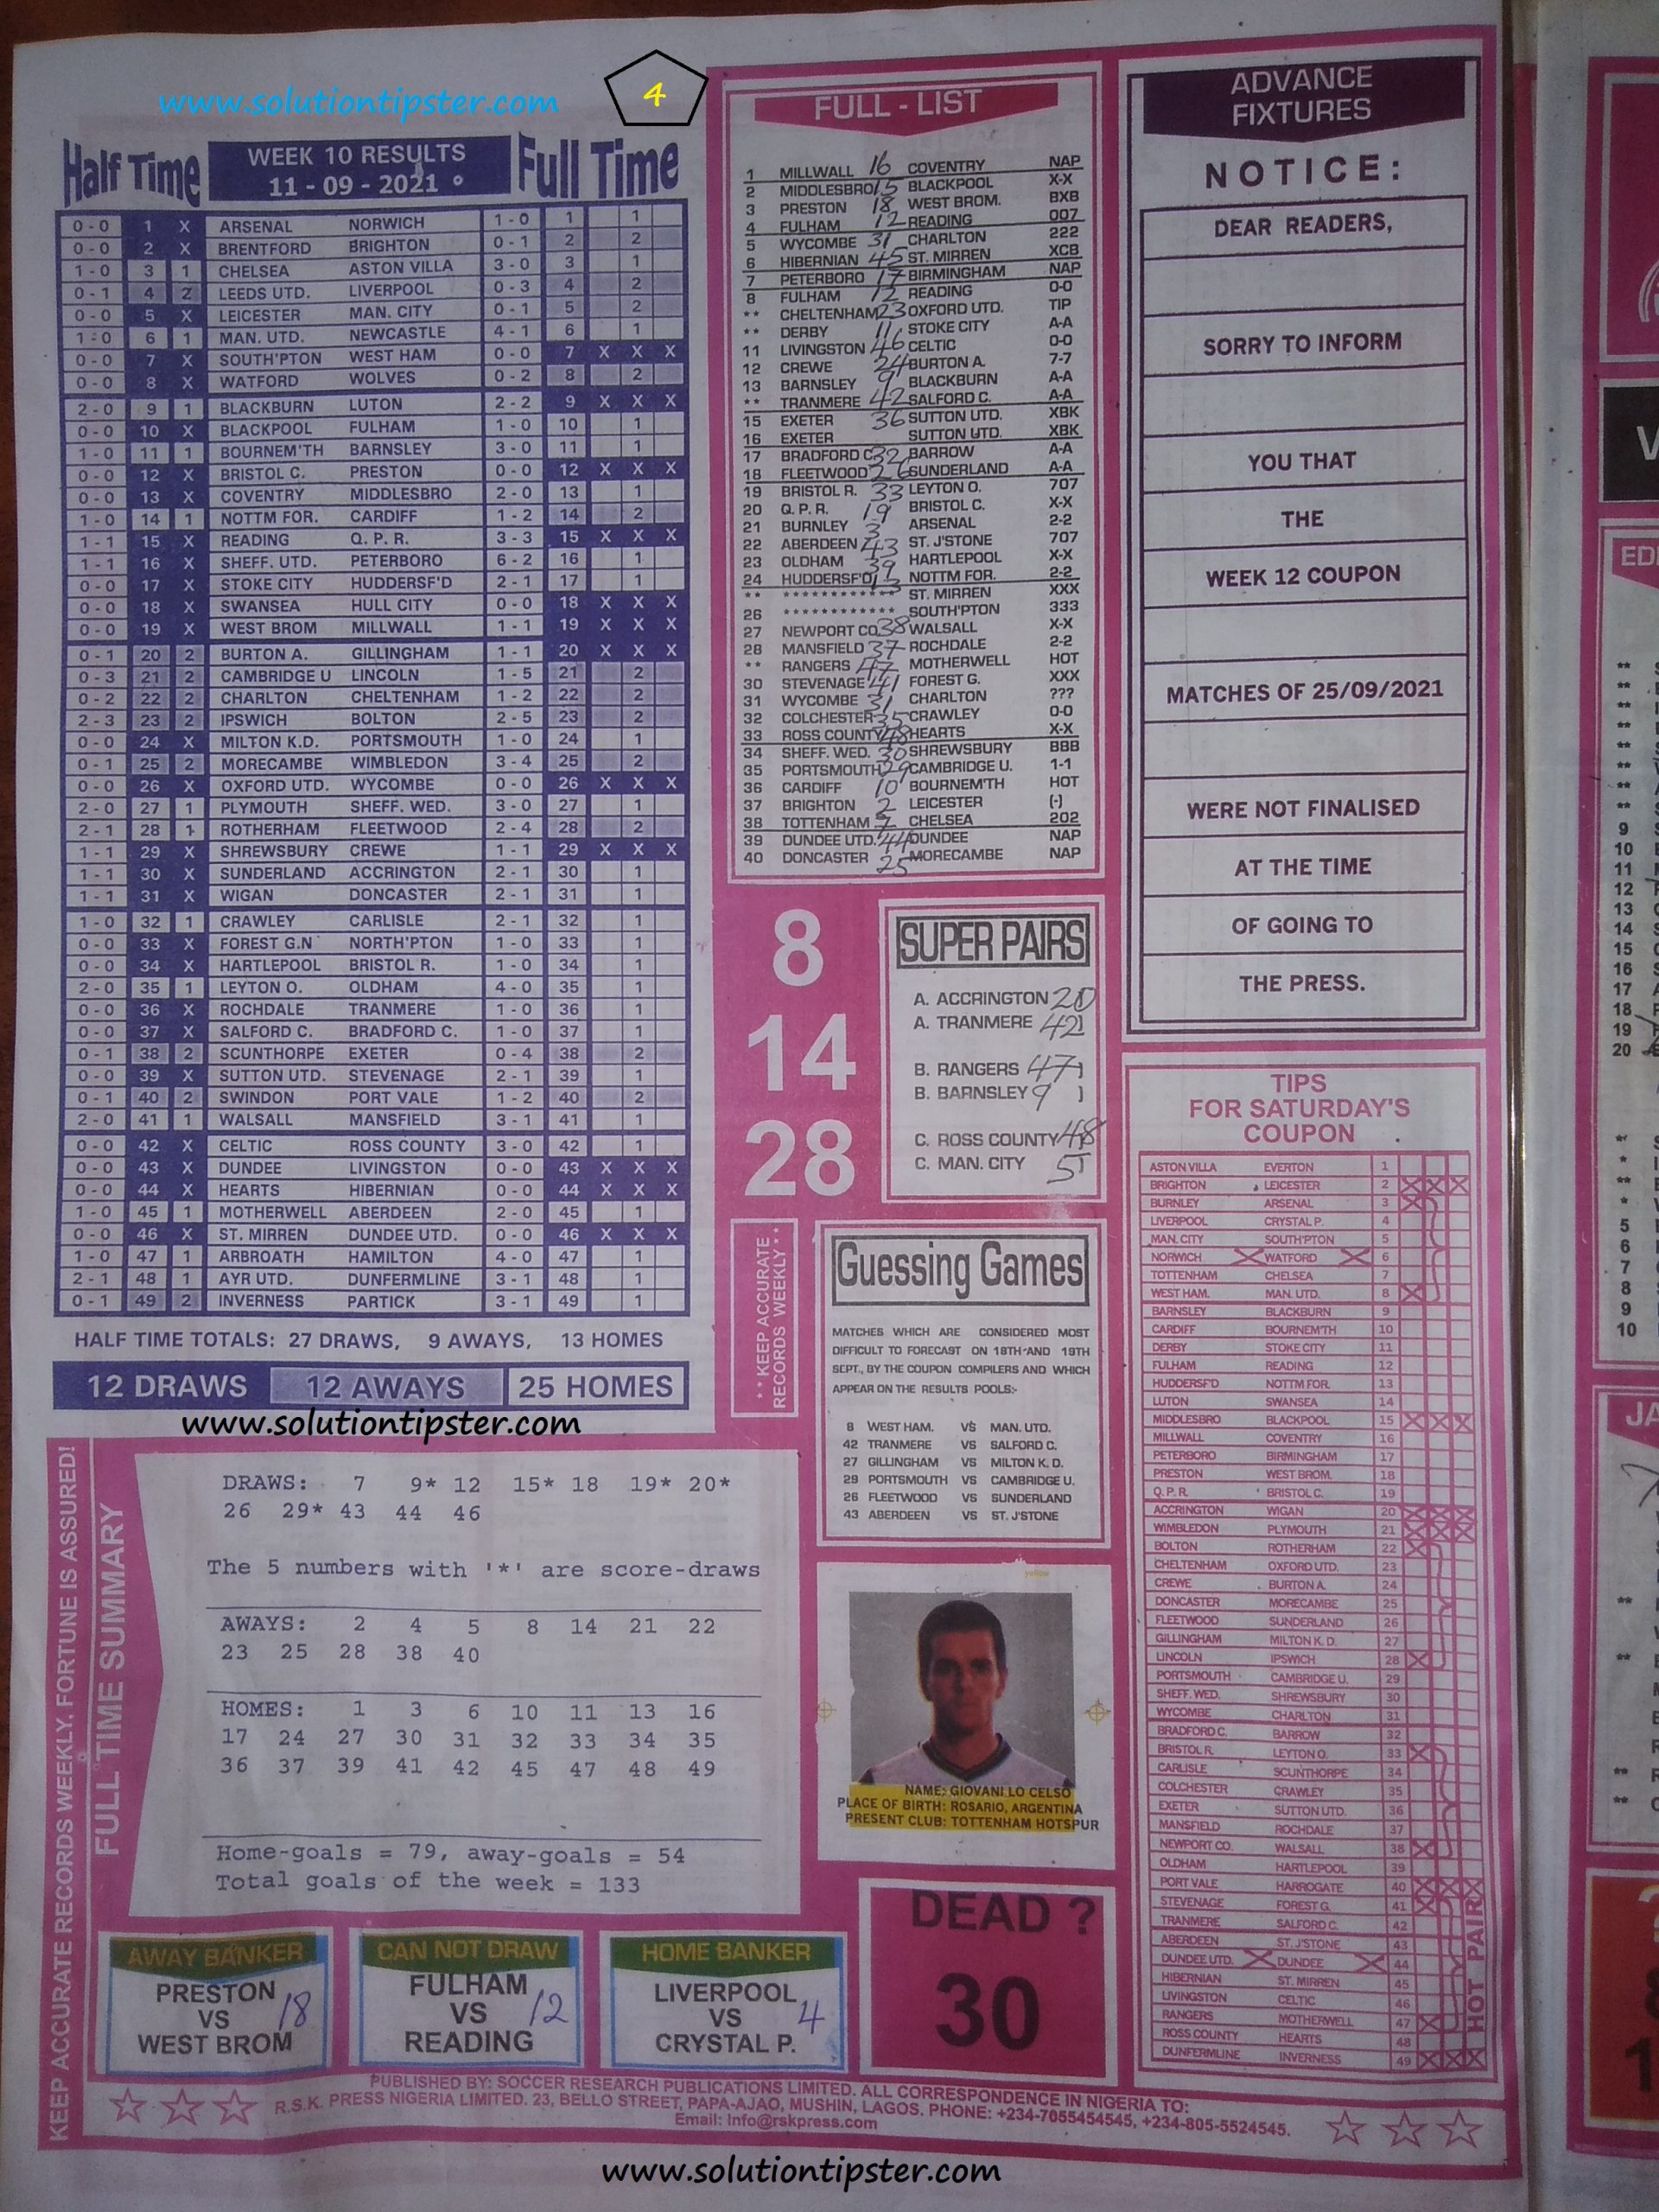 www.solutiontipster.com
4
Half Time WEEK 10 RESULTS 11 - 09 - 2021 Full Time
0-0 1 X ARSENAL NORWICH 1-0 1 1
0-0 2 X BRENTFORD BRIGHTON 0-1 2 2
1-0 3 1 CHELSEA ASTON VILLA 3-0 3 1
0-1 4 2 LEEDS UTD. LIVERPOOL 0-3 4 2
0-0 5 X LEICESTER MAN. CITY 0-1 5 2
1-0 6 1 MAN. UTD. NEWCASTLE 4-1 6 1
0-0 7 X SOUTH'PTON WEST HAM 0-0 7 X X X
0-0 8 X WATFORD WOLVES 0-2 8 2
2-0 9 1 BLACKBURN LUTON 2-2 9 X X X
0-0 10 X BLACKPOOL FULHAM 1-0 10 1
1-0 11 1 BOURNEM'TH BARNSLEY 3-0 11 1
0-0 12 X BRISTOL C. PRESTON 0-0 12 X X X
0-0 13 X COVENTRY MIDDLESBRO 2-0 13 1
1-0 14 1 NOTTM FOR. CARDIFF 1-2 14 2
1-1 15 X READING Q. P. R. 3-3 15 X X X
1-1 16 X SHEFF. UTD. PETERBORO 6-2 16 1
0-0 17 X STOKE CITY HUDDERSF'D 2-1 17 1
0-0 18 X SWANSEA HULL CITY 0-0 18 X X X
0-0 19 X WEST BROM MILLWALL 1-1 19 X X X
0-1 20 2 BURTON A. GILLINGHAM 1-1 20 X X X
0-3 21 2 CAMBRIDGE U LINCOLN 1-5 21 2
0-2 22 2 CHARLTON CHELTENHAM 1-2 22 2
2-3 23 2 IPSWICH BOLTON 2-5 23 2
0-0 24 X MILTON K.D. PORTSMOUTH 1-0 24 1
0-1 25 2 MORECAMBE WIMBLEDON 3-4 25 2
0-0 26 X OXFORD UTD. WYCOMBE 0-0 26 X X X
2-0 27 1 PLYMOUTH SHEFF. WED. 3-0 27 1
2-1 28 1 ROTHERHAM FLEETWOOD 2-4 28 2
1-1 29 X SHREWSBURY CREWE 1-1 29 X X X
1-1 30 X SUNDERLAND ACCRINGTON 2-1 30 1
1-1 31 X WIGAN DONCASTER 2-1 31 1
1-0 32 1 CRAWLEY CARLISLE 2-1 32 1
0-0 33 X FOREST G.N NORTH'PTON 1-0 33 1
0-0 34 X HARTLEPOOL BRISTOL R. 1-0 34 1
2-0 35 1 LEYTON O. OLDHAM 4-0 35 1
0-0 36 X ROCHDALE TRANMERE 1-0 36 1
0-0 37 X SALFORD C. BRADFORD C. 1-0 37 1
0-1 38 2 SCUNTHORPE EXETER 0-4 38 2
0-0 39 X SUTTON UTD. STEVENAGE 2-1 39 1
0-1 40 2 SWINDON PORT VALE 1-2 40 2
2-0 41 1 WALSALL MANSFIELD 3-1 41 1
0-0 42 X CELTIC ROSS COUNTY 3-0 42 1
0-0 43 X DUNDEE LIVINGSTON 0-0 43 X X X
0-0 44 X HEARTS HIBERNIAN 0-0 44 X X X
1-0 45 1 MOTHERWELL ABERDEEN 2-0 45 1
0-0 46 X ST. MIRREN DUNDEE UTD. 0-0 46 X X X
1-0 47 1 ARBROATH HAMILTON 4-0 47 1
2-1 48 1 AYR UTD. DUNFERMLINE 3-1 48 1
0-1 49 2 INVERNESS PARTICK 3-1 49 1
HALF TIME TOTALS: 27 DRAWS, 9 AWAYS, 13 HOMES
12 DRAWS 12 AWAYS 25 HOMES
www.solutiontipster.com
KEEP ACCURATE RECORDS WEEKLY. FORTUNE IS ASSURED!
FULL TIME SUMMARY
DRAWS: 7 9* 12 15* 18 19* 20*
26 29* 43 44 46
The 5 numbers with '*' are score-draws
AWAYS: 2 4 5 8 14 21 22
23 25 28 38 40
HOMES: 1 3 6 10 11 13 16
17 24 27 30 31 32 33 34 35
36 37 39 41 42 45 47 48 49
Home-goals = 79, away-goals = 54
Total goals of the week = 133
AWAY BANKER
PRESTON
VS 18
WEST BROM
CAN NOT DRAW
FULHAM
VS 12
READING
HOME BANKER
LIVERPOOL
VS 4
CRYSTAL P.
FULL - LIST
1 MILLWALL 16 COVENTRY NAP
2 MIDDLESBRO 15 BLACKPOOL X-X
3 PRESTON 18 WEST BROM. BXB
4 FULHAM 12 READING 007
5 WYCOMBE 31 CHARLTON 222
6 HIBERNIAN 45 ST. MIRREN XCB
7 PETERBORO 17 BIRMINGHAM NAP
8 FULHAM 12 READING 0-0
** CHELTENHAM 23 OXFORD UTD. TIP
** DERBY 11 STOKE CITY A-A
11 LIVINGSTON 46 CELTIC 0-0
12 CREWE 24 BURTON A. 7-7
13 BARNSLEY 9 BLACKBURN A-A
** TRANMERE 42 SALFORD C. A-A
15 EXETER 36 SUTTON UTD. XBK
16 EXETER SUTTON UTD. XBK
17 BRADFORD C 32 BARROW A-A
18 FLEETWOOD 26 SUNDERLAND A-A
19 BRISTOL R. 33 LEYTON O. 707
20 Q. P. R. 19 BRISTOL C. X-X
21 BURNLEY 3 ARSENAL 2-2
22 ABERDEEN 43 ST. J'STONE 707
23 OLDHAM 39 HARTLEPOOL X-X
24 HUDDERSF'D 13 NOTTM FOR. 2-2
** ************ ST. MIRREN XXX
26 ************ SOUTH'PTON 333
27 NEWPORT CO 38 WALSALL X-X
28 MANSFIELD 37 ROCHDALE 2-2
** RANGERS 47 MOTHERWELL HOT
30 STEVENAGE 41 FOREST G. XXX
31 WYCOMBE 31 CHARLTON ???
32 COLCHESTER 35 CRAWLEY 0-0
33 ROSS COUNTY 48 HEARTS X-X
34 SHEFF. WED. 30 SHREWSBURY BBB
35 PORTSMOUTH 29 CAMBRIDGE U. 1-1
36 CARDIFF 10 BOURNEM'TH HOT
37 BRIGHTON 2 LEICESTER (-)
38 TOTTENHAM 7 CHELSEA 202
39 DUNDEE UTD. 44 DUNDEE NAP
40 DONCASTER 25 MORECAMBE NAP
8
14
28
SUPER PAIRS
A. ACCRINGTON 20
A. TRANMERE 42
B. RANGERS 47
B. BARNSLEY 9
C. ROSS COUNTY 48
C. MAN. CITY 5
** KEEP ACCURATE
RECORDS WEEKLY **
Guessing Games
MATCHES WHICH ARE CONSIDERED MOST
DIFFICULT TO FORECAST ON 18TH AND 19TH
SEPT., BY THE COUPON COMPILERS AND WHICH
APPEAR ON THE RESULTS POOLS:-
8 WEST HAM. VS MAN. UTD.
42 TRANMERE VS SALFORD C.
27 GILLINGHAM VS MILTON K. D.
29 PORTSMOUTH VS CAMBRIDGE U.
26 FLEETWOOD VS SUNDERLAND
43 ABERDEEN VS ST. J'STONE
yellow
NAME: GIOVANI LO CELSO
PLACE OF BIRTH: ROSARIO, ARGENTINA
PRESENT CLUB: TOTTENHAM HOTSPUR
DEAD ?
30
ADVANCE
FIXTURES
NOTICE:
DEAR READERS,
SORRY TO INFORM
YOU THAT
THE
WEEK 12 COUPON
MATCHES OF 25/09/2021
WERE NOT FINALISED
AT THE TIME
OF GOING TO
THE PRESS.
TIPS
FOR SATURDAY'S
COUPON
ASTON VILLA EVERTON 1
BRIGHTON LEICESTER 2
BURNLEY ARSENAL 3
LIVERPOOL CRYSTAL P. 4
MAN. CITY SOUTH'PTON 5
NORWICH WATFORD 6
TOTTENHAM CHELSEA 7
WEST HAM. MAN. UTD. 8
BARNSLEY BLACKBURN 9
CARDIFF BOURNEM'TH 10
DERBY STOKE CITY 11
FULHAM READING 12
HUDDERSF'D NOTTM FOR. 13
LUTON SWANSEA 14
MIDDLESBRO BLACKPOOL 15
MILLWALL COVENTRY 16
PETERBORO BIRMINGHAM 17
PRESTON WEST BROM. 18
Q. P. R. BRISTOL C. 19
ACCRINGTON WIGAN 20
WIMBLEDON PLYMOUTH 21
BOLTON ROTHERHAM 22
CHELTENHAM OXFORD UTD. 23
CREWE BURTON A. 24
DONCASTER MORECAMBE 25
FLEETWOOD SUNDERLAND 26
GILLINGHAM MILTON K. D. 27
LINCOLN IPSWICH 28
PORTSMOUTH CAMBRIDGE U. 29
SHEFF. WED. SHREWSBURY 30
WYCOMBE CHARLTON 31
BRADFORD C. BARROW 32
BRISTOL R. LEYTON O. 33
CARLISLE SCUNTHORPE 34
COLCHESTER CRAWLEY 35
EXETER SUTTON UTD. 36
MANSFIELD ROCHDALE 37
NEWPORT CO. WALSALL 38
OLDHAM HARTLEPOOL 39
PORT VALE HARROGATE 40
STEVENAGE FOREST G. 41
TRANMERE SALFORD C. 42
ABERDEEN ST. J'STONE 43
DUNDEE UTD. DUNDEE 44
HIBERNIAN ST. MIRREN 45
LIVINGSTON CELTIC 46
RANGERS MOTHERWELL 47
ROSS COUNTY HEARTS 48
DUNFERMLINE INVERNESS 49
HOT PAIR
PUBLISHED BY: SOCCER RESEARCH PUBLICATIONS LIMITED. ALL CORRESPONDENCE IN NIGERIA TO:
R.S.K. PRESS NIGERIA LIMITED. 23, BELLO STREET, PAPA-AJAO, MUSHIN, LAGOS. PHONE: +234-7055454545, +234-805-5524545.
Email: Info@rskpress.com
www.solutiontipster.com